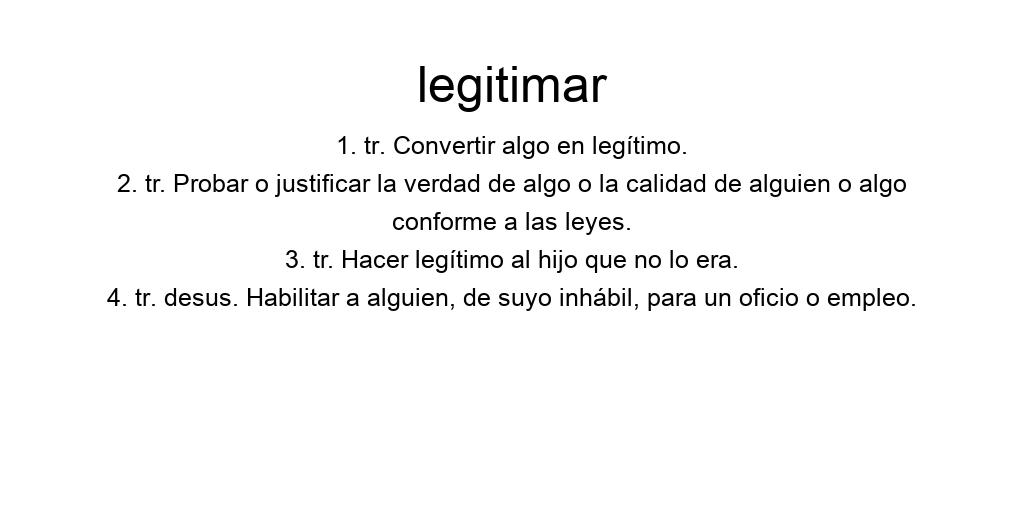 legitimar
1. tr. Convertir algo en legítimo.
2. tr. Probar o justificar la verdad de algo o la calidad de alguien o algo
conforme a las leyes.
3. tr. Hacer legítimo al hijo que no lo era.
4. tr. desus. Habilitar a alguien, de suyo inhábil, para un oficio o empleo.